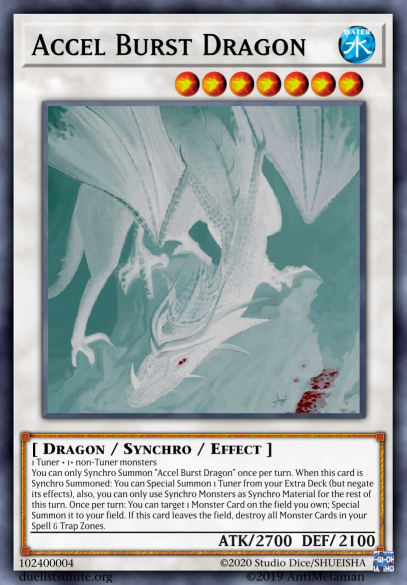 ACCEL BURST DRAGON
WATER
水
[ DRAGON / SYNCHRO / EFFECT ]
1 Tuner + 1+ non-Tuner monsters
You can only Synchro Summon "Accel Burst Dragon" once per turn. When this card is
Synchro Summoned: You can Special Summon 1 Tuner from your Extra Deck (but negate
its effects), also, you can only use Synchro Monsters as Synchro Material for the rest of
this turn. Once per turn: You can target 1 Monster Card on the field you own; Special
Summon it to your field. If this card leaves the field, destroy all Monster Cards in your
Spell & Trap Zones.
ATK/2700 DEF/2100
102400004
©2020 Studio Dice/SHUEISHA
duelistsunite.org
©2019 AntiMetaman